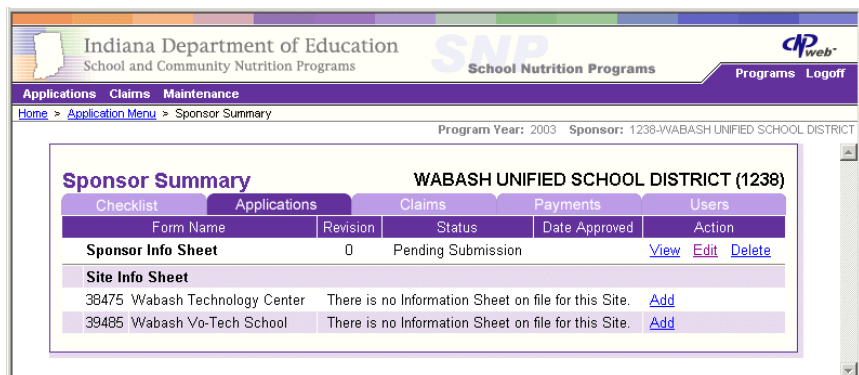 Indiana Department of Education
School and Community Nutrition Programs
SNP
School Nutrition Programs
CNPweb
Programs Logoff
Applications Claims Maintenance
Home > Application Menu > Sponsor Summary
Program Year: 2003 Sponsor: 1238-WABASH UNIFIED SCHOOL DISTRICT
Sponsor Summary WABASH UNIFIED SCHOOL DISTRICT (1238)
Checklist Applications Claims Payments Users
Form Name Revision Status Date Approved Action
Sponsor Info Sheet 0 Pending Submission View Edit Delete
Site Info Sheet
38475 Wabash Technology Center There is no Information Sheet on file for this Site. Add
39485 Wabash Vo-Tech School There is no Information Sheet on file for this Site. Add